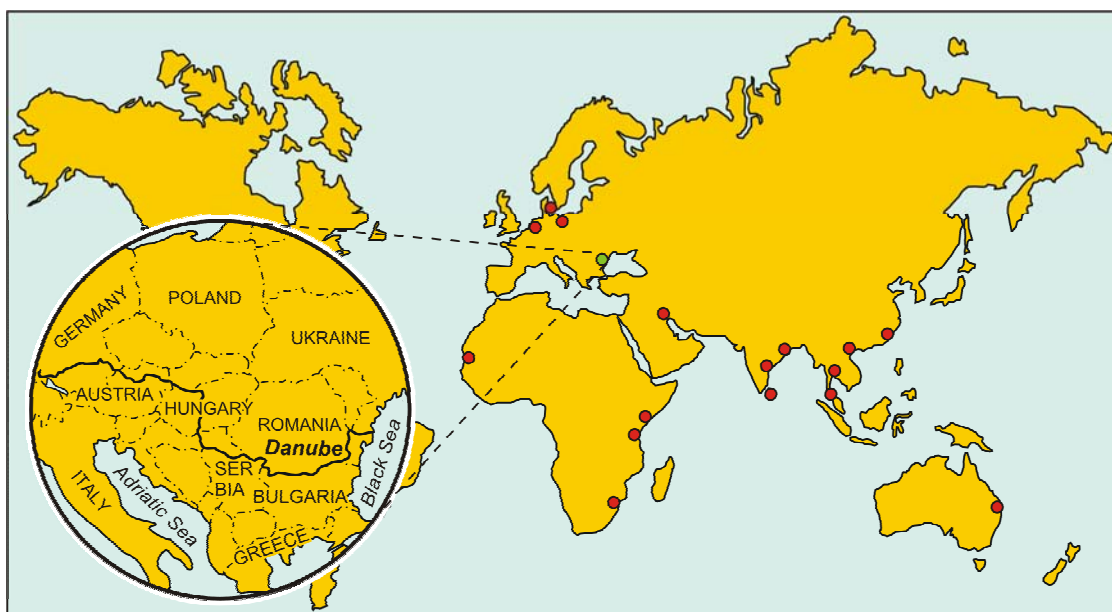 POLAND
GERMANY
UKRAINE
AUSTRIA
HUNGARY
ROMANIA
Danube
Black Sea
SER
BIA
BULGARIA
Adriatic Sea
ITALY
GREECE